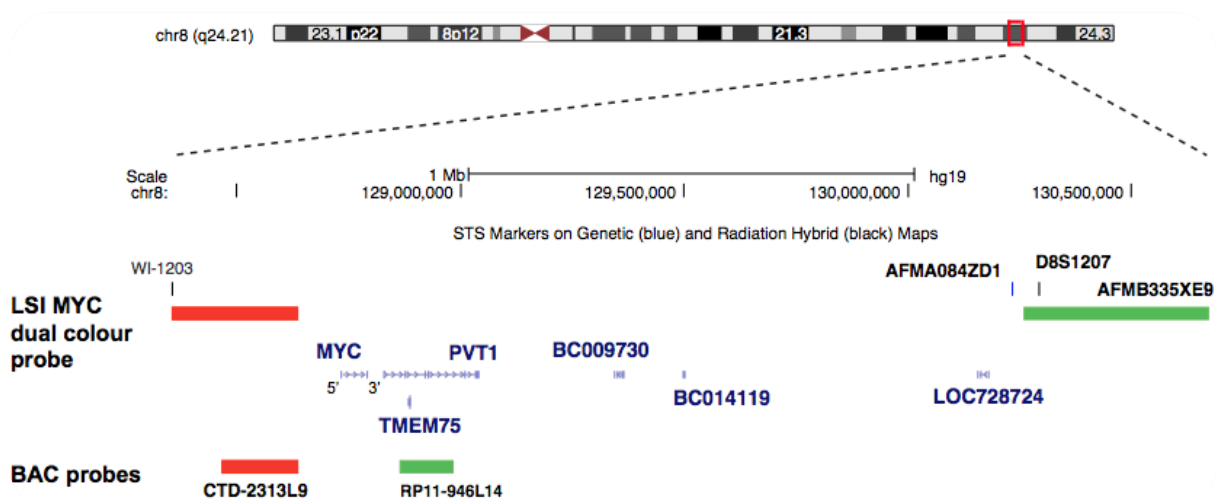 chr8 (q24.21) 23.1 p22 8p12 21.3 24.3
Scale 1 Mb hg19
chr8: 129,000,000 129,500,000 130,000,000 130,500,000
STS Markers on Genetic (blue) and Radiation Hybrid (black) Maps
WI-1203 AFMA084ZD1 D8S1207
AFMB335XE9
LSI MYC
dual colour
probe
MYC PVT1 BC009730
5' 3'
TMEM75 BC014119 LOC728724
BAC probes
CTD-2313L9 RP11-946L14